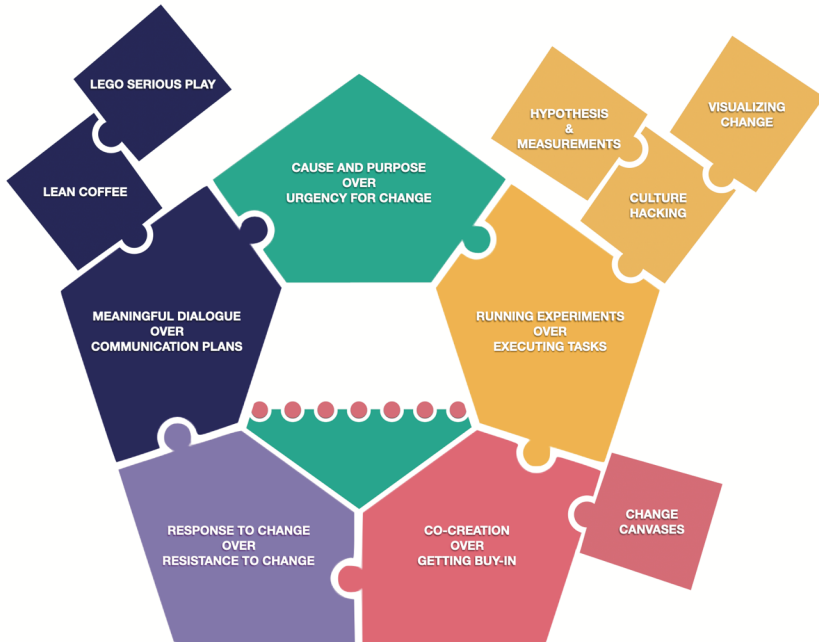 LEGO SERIOUS PLAY
LEAN COFFEE
CAUSE AND PURPOSE
OVER
URGENCY FOR CHANGE
HYPOTHESIS
&
MEASUREMENTS
VISUALIZING
CHANGE
CULTURE
HACKING
MEANINGFUL DIALOGUE
OVER
COMMUNICATION PLANS
RUNNING EXPERIMENTS
OVER
EXECUTING TASKS
RESPONSE TO CHANGE
OVER
RESISTANCE TO CHANGE
CO-CREATION
OVER
GETTING BUY-IN
CHANGE
CANVASES